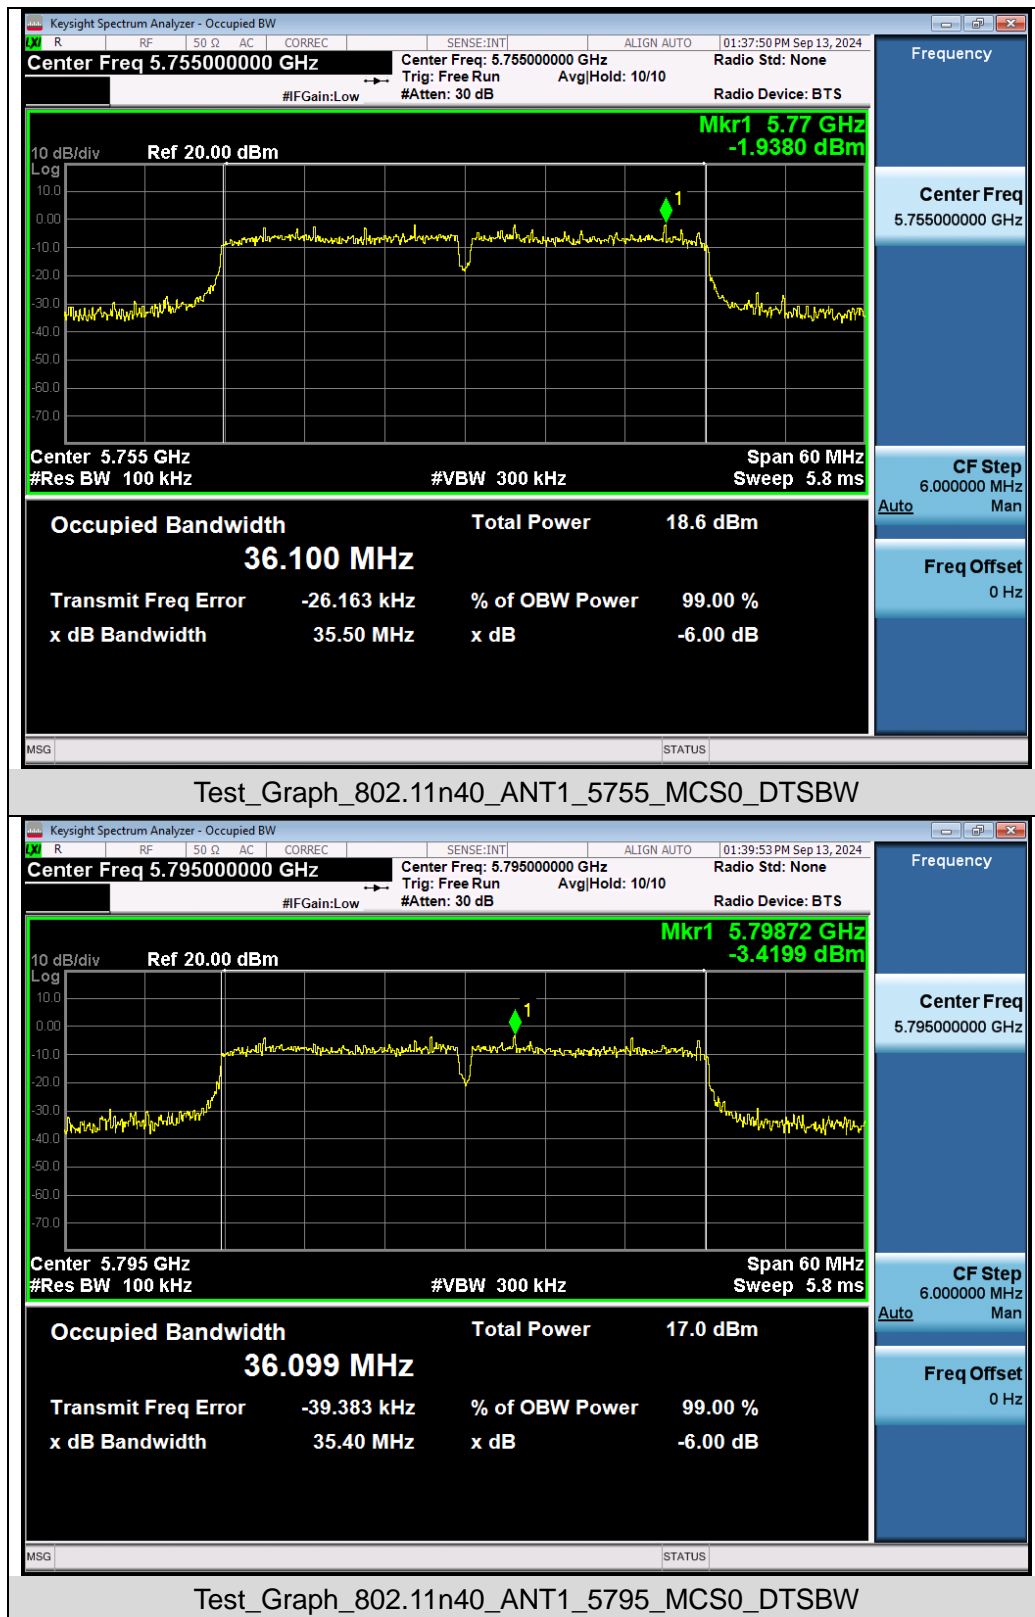 Keysight Spectrum Analyzer - Occupied BW
LXI R RF 50 Ω AC CORREC SENSE:INT ALIGN AUTO 01:37:50 PM Sep 13, 2024
Center Freq 5.755000000 GHz Center Freq: 5.755000000 GHz Radio Std: None
Trig: Free Run Avg|Hold: 10/10
#IFGain:Low #Atten: 30 dB Radio Device: BTS
Frequency
Mkr1 5.77 GHz
-1.9380 dBm
10 dB/div Ref 20.00 dBm
Log
10.0
0.00
-10.0
-20.0
-30.0
-40.0
-50.0
-60.0
-70.0
1
Center Freq
5.755000000 GHz
Center 5.755 GHz Span 60 MHz
#Res BW 100 kHz #VBW 300 kHz Sweep 5.8 ms
CF Step
6.000000 MHz
Auto Man
Occupied Bandwidth Total Power 18.6 dBm
36.100 MHz
Transmit Freq Error -26.163 kHz % of OBW Power 99.00 %
x dB Bandwidth 35.50 MHz x dB -6.00 dB
Freq Offset
0 Hz
MSG STATUS
Test_Graph_802.11n40_ANT1_5755_MCS0_DTSBW
Keysight Spectrum Analyzer - Occupied BW
LXI R RF 50 Ω AC CORREC SENSE:INT ALIGN AUTO 01:39:53 PM Sep 13, 2024
Center Freq 5.795000000 GHz Center Freq: 5.795000000 GHz Radio Std: None
Trig: Free Run Avg|Hold: 10/10
#IFGain:Low #Atten: 30 dB Radio Device: BTS
Frequency
Mkr1 5.79872 GHz
-3.4199 dBm
10 dB/div Ref 20.00 dBm
Log
10.0
0.00
-10.0
-20.0
-30.0
-40.0
-50.0
-60.0
-70.0
1
Center Freq
5.795000000 GHz
Center 5.795 GHz Span 60 MHz
#Res BW 100 kHz #VBW 300 kHz Sweep 5.8 ms
CF Step
6.000000 MHz
Auto Man
Occupied Bandwidth Total Power 17.0 dBm
36.099 MHz
Transmit Freq Error -39.383 kHz % of OBW Power 99.00 %
x dB Bandwidth 35.40 MHz x dB -6.00 dB
Freq Offset
0 Hz
MSG STATUS
Test_Graph_802.11n40_ANT1_5795_MCS0_DTSBW